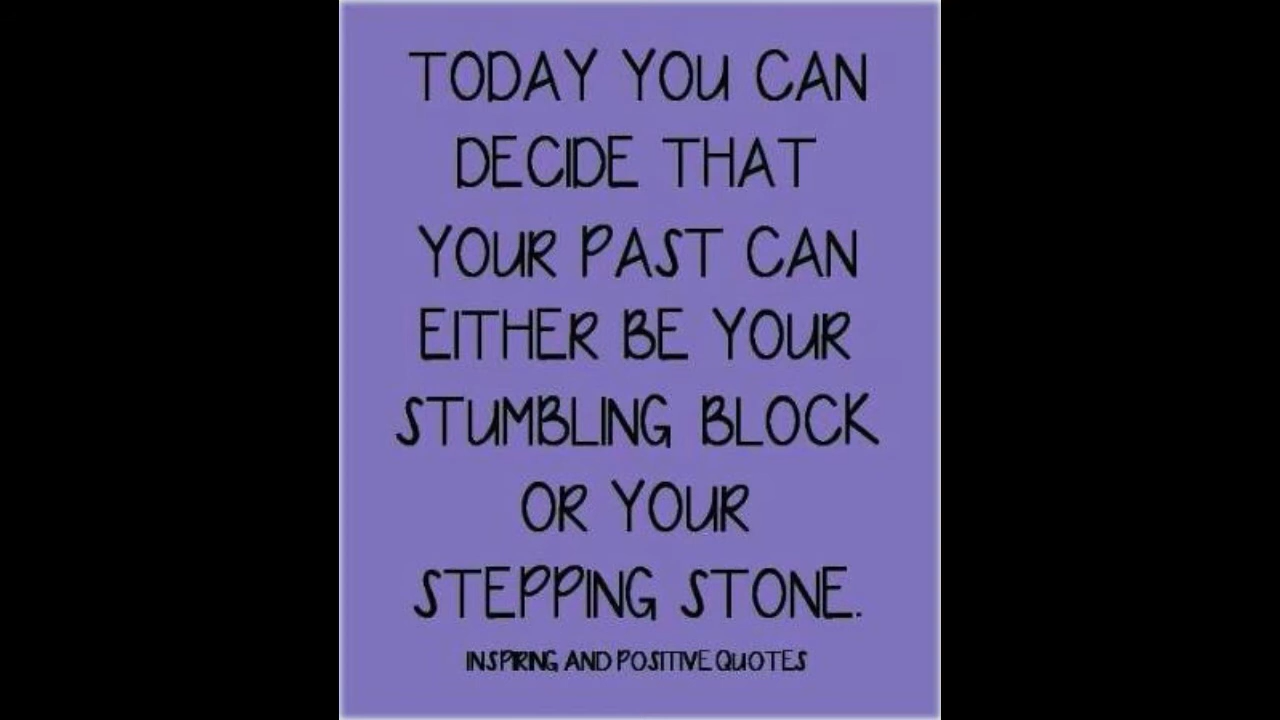 TODAY YOU CAN
DECIDE THAT
YOUR PAST CAN
EITHER BE YOUR
STUMBLING BLOCK
OR YOUR
STEPPING STONE.
INSPIRING AND POSITIVE QUOTES